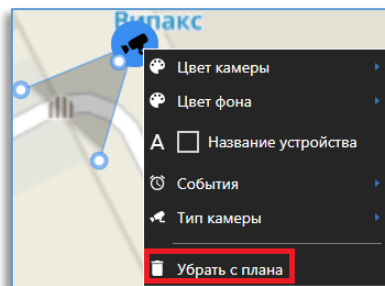 Випакс
Цвет камеры
Цвет фона
A Название устройства
События
Тип камеры
Убрать с плана